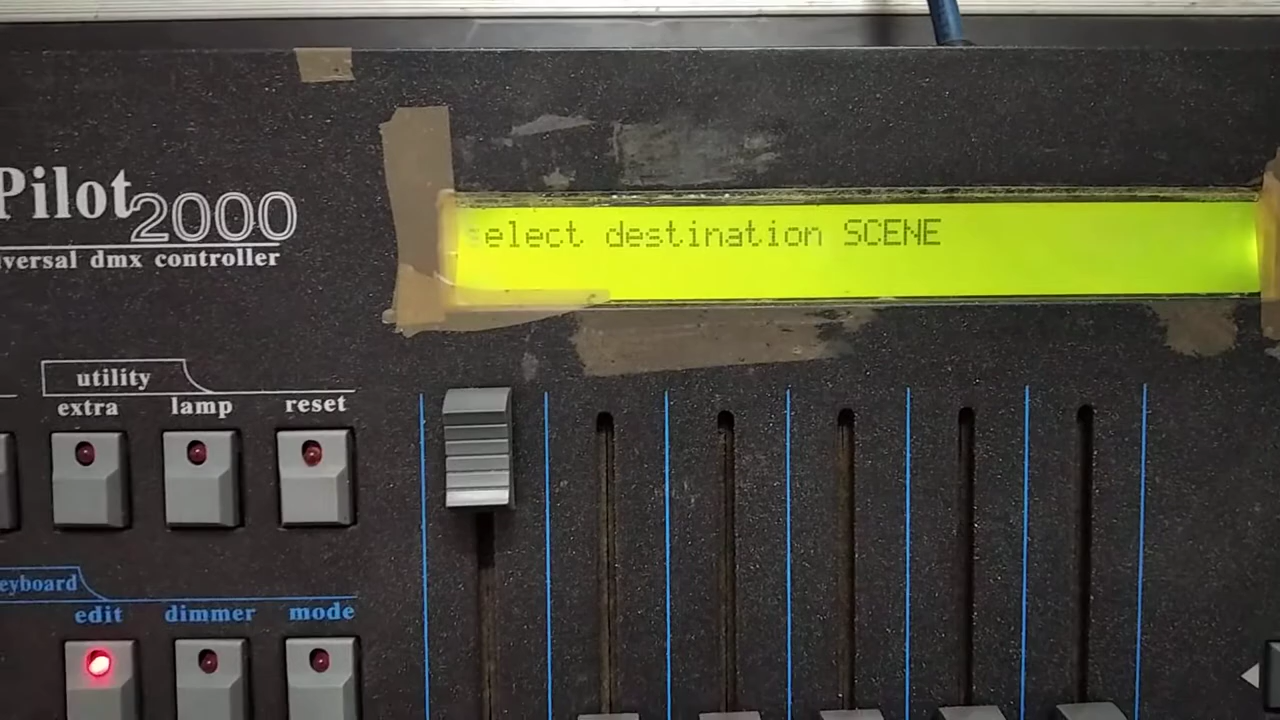 Pilot 2000
versal dmx controller
select destination SCENE
utility
extra lamp reset
eyboard
edit dimmer mode